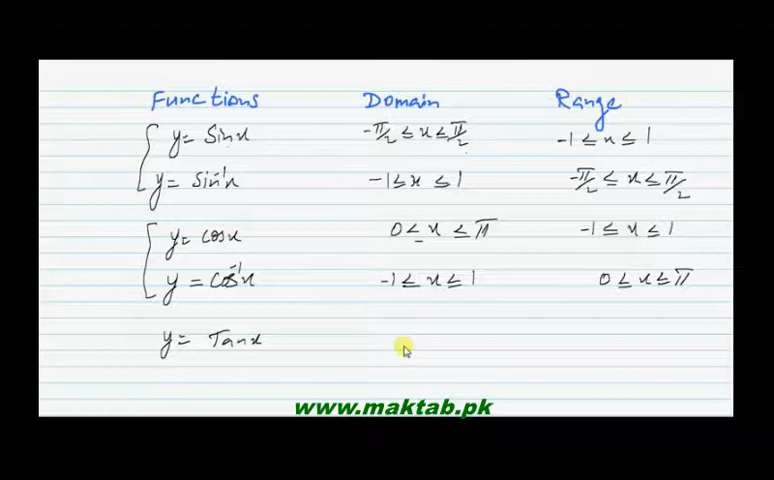 Functions Domain Range
y = Sinx -π/2 ≤ x ≤ π/2 -1 ≤ x ≤ 1
y = Sin⁻¹x -1 ≤ x ≤ 1 -π/2 ≤ x ≤ π/2
y = Cosx 0 ≤ x ≤ π -1 ≤ x ≤ 1
y = Cos⁻¹x -1 ≤ x ≤ 1 0 ≤ x ≤ π
y = Tanx
www.maktab.pk